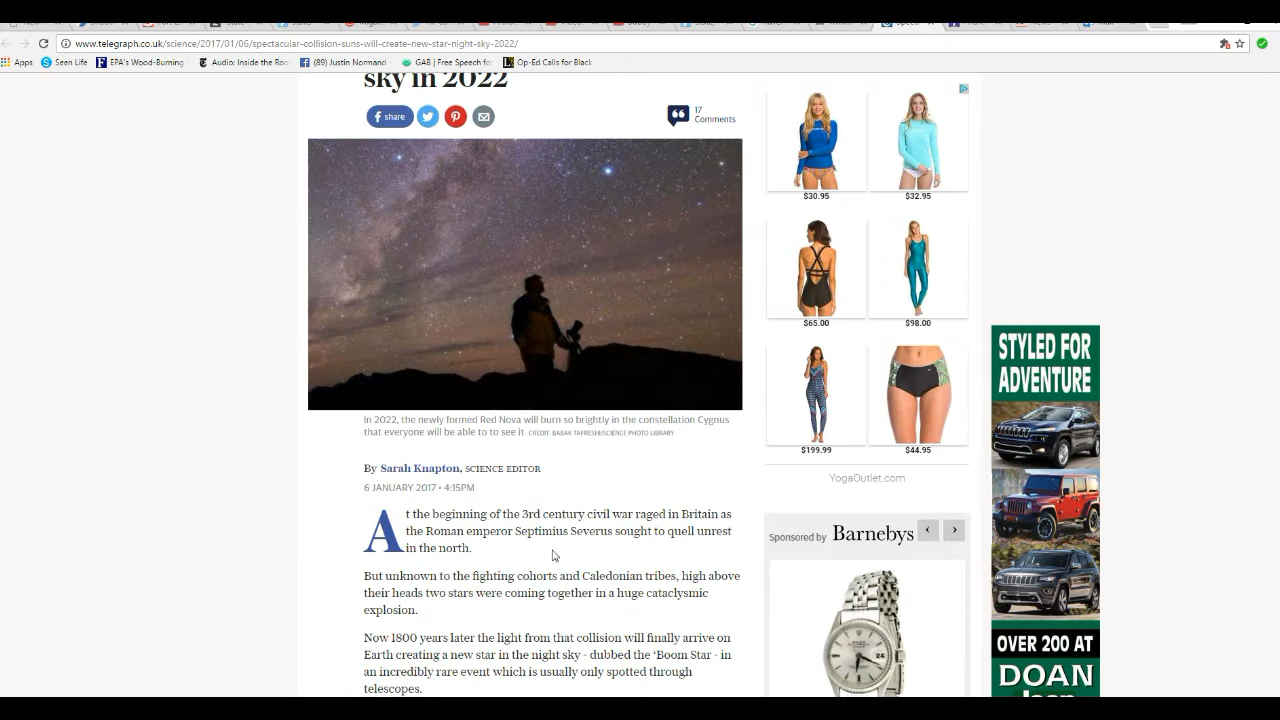 www.telegraph.co.uk/science/2017/01/06/spectacular-collision-suns-will-create-new-star-night-sky-2022/
Apps
Seen Life
EPA's Wood-Burning
Audio: Inside the Roo
(89) Justin Normand
GAB | Free Speech for
Op-Ed Calls for Black
sky in 2022
share
17
Comments
In 2022, the newly formed Red Nova will burn so brightly in the constellation Cygnus
that everyone will be able to to see it CREDIT: BABAK TAFRESHI/SCIENCE PHOTO LIBRARY
By Sarah Knapton, SCIENCE EDITOR
6 JANUARY 2017 • 4:15PM
At the beginning of the 3rd century civil war raged in Britain as
the Roman emperor Septimius Severus sought to quell unrest
in the north.
But unknown to the fighting cohorts and Caledonian tribes, high above
their heads two stars were coming together in a huge cataclysmic
explosion.
Now 1800 years later the light from that collision will finally arrive on
Earth creating a new star in the night sky - dubbed the ‘Boom Star - in
an incredibly rare event which is usually only spotted through
telescopes.
$30.95
$32.95
$65.00
$98.00
$199.99
$44.95
YogaOutlet.com
Sponsored by Barnebys
STYLED FOR
ADVENTURE
OVER 200 AT
DOAN
Jeep